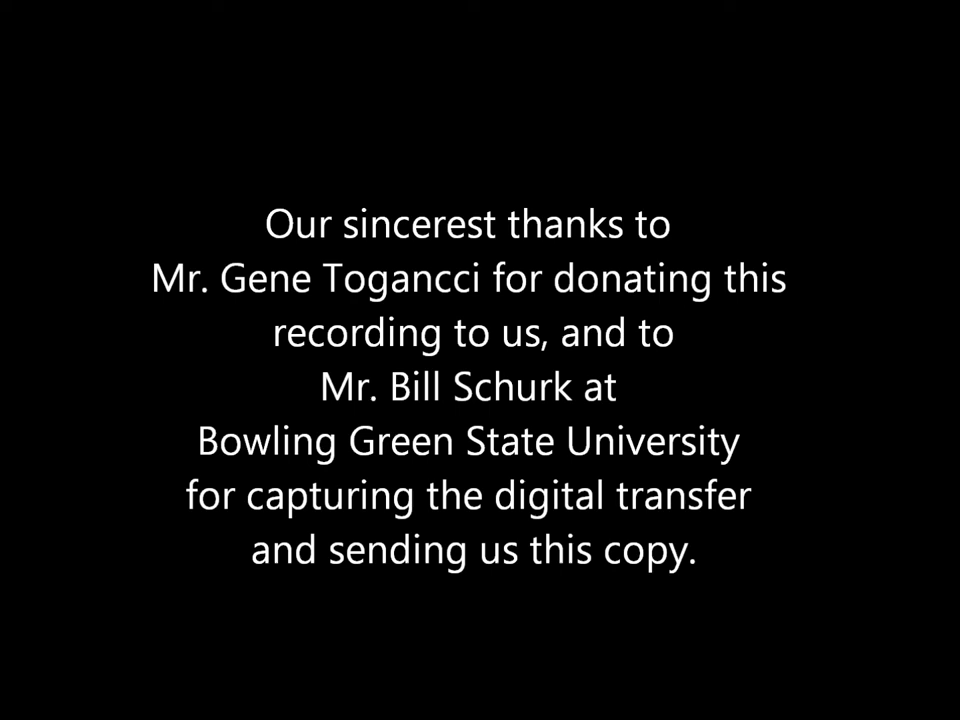 Our sincerest thanks to
Mr. Gene Togancci for donating this
recording to us, and to
Mr. Bill Schurk at
Bowling Green State University
for capturing the digital transfer
and sending us this copy.